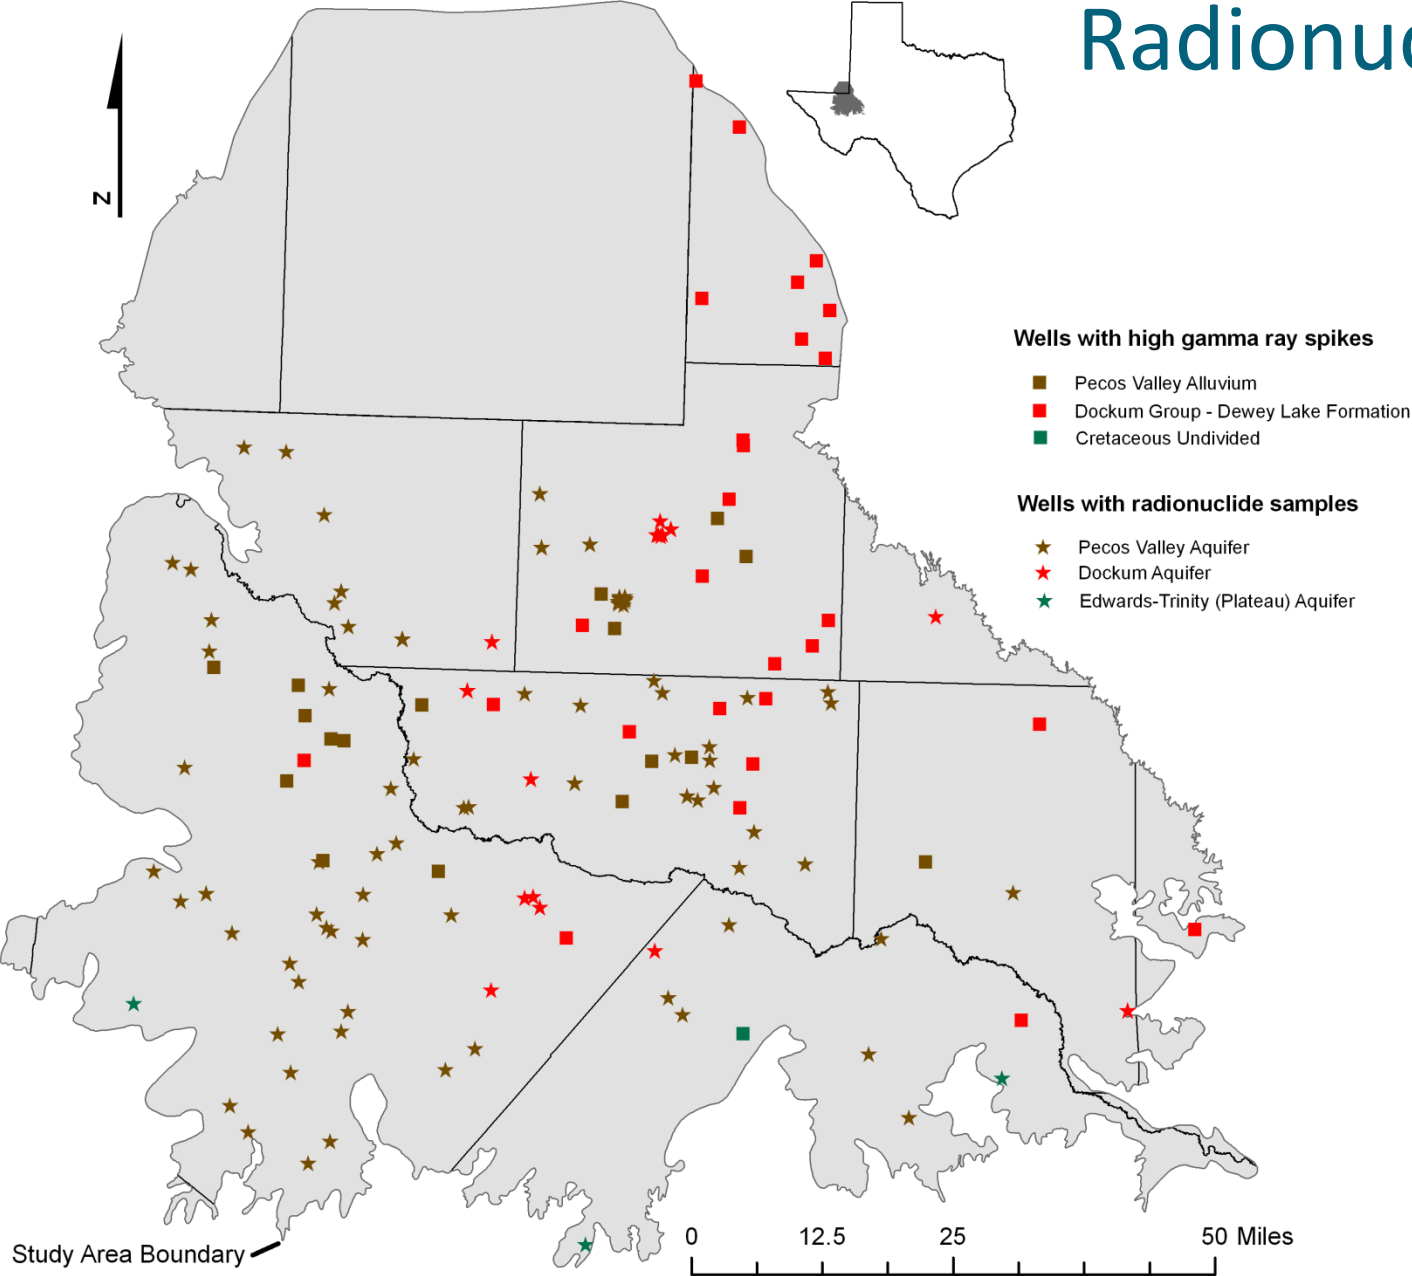 Radionuc
N
Wells with high gamma ray spikes
Pecos Valley Alluvium
Dockum Group - Dewey Lake Formation
Cretaceous Undivided
Wells with radionuclide samples
Pecos Valley Aquifer
Dockum Aquifer
Edwards-Trinity (Plateau) Aquifer
Study Area Boundary
0 12.5 25 50 Miles